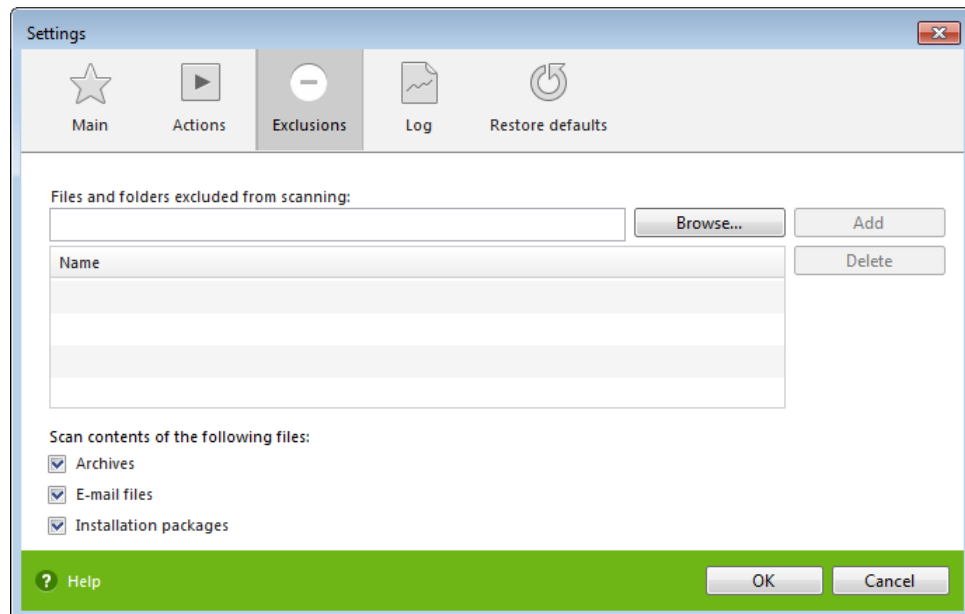 Settings
Main Actions Exclusions Log Restore defaults
Files and folders excluded from scanning:
Browse... Add
Name Delete
Scan contents of the following files:
Archives
E-mail files
Installation packages
? Help OK Cancel